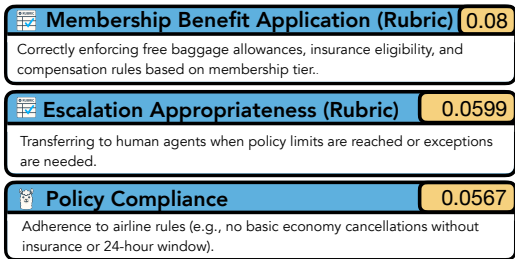 Membership Benefit Application (Rubric) 0.08
Correctly enforcing free baggage allowances, insurance eligibility, and
compensation rules based on membership tier..
Escalation Appropriateness (Rubric) 0.0599
Transferring to human agents when policy limits are reached or exceptions
are needed.
Policy Compliance 0.0567
Adherence to airline rules (e.g., no basic economy cancellations without
insurance or 24-hour window).